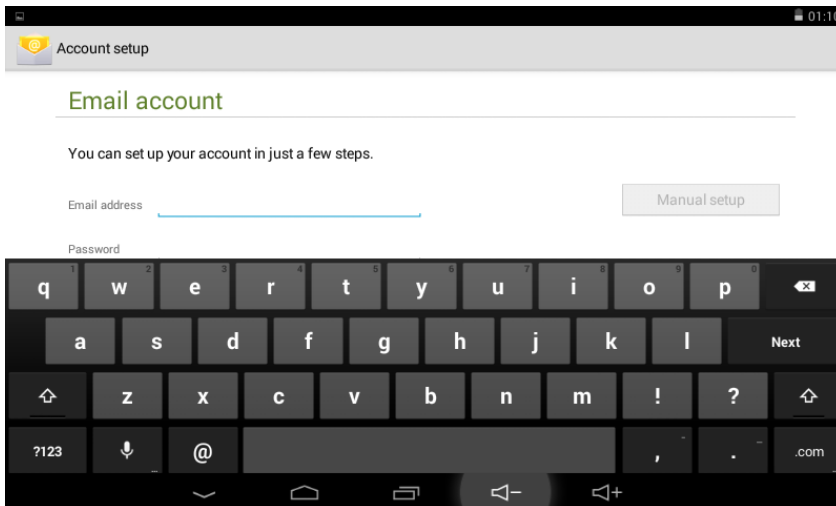 01:10
Account setup
Email account
You can set up your account in just a few steps.
Email address
Manual setup
Password
1 2 3 4 5 6 7 8 9 0
q w e r t y u i o p
a s d f g h j k l Next
z x c v b n m ! ?
?123 @ , . .com